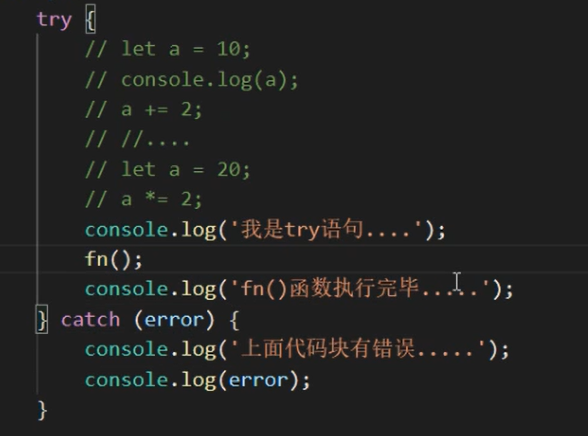 try {
// let a = 10;
// console.log(a);
// a += 2;
// //....
// let a = 20;
// a *= 2;
console.log('我是try语句....');
fn();
console.log('fn()函数执行完毕.....');
} catch (error) {
console.log('上面代码块有错误.....');
console.log(error);
}